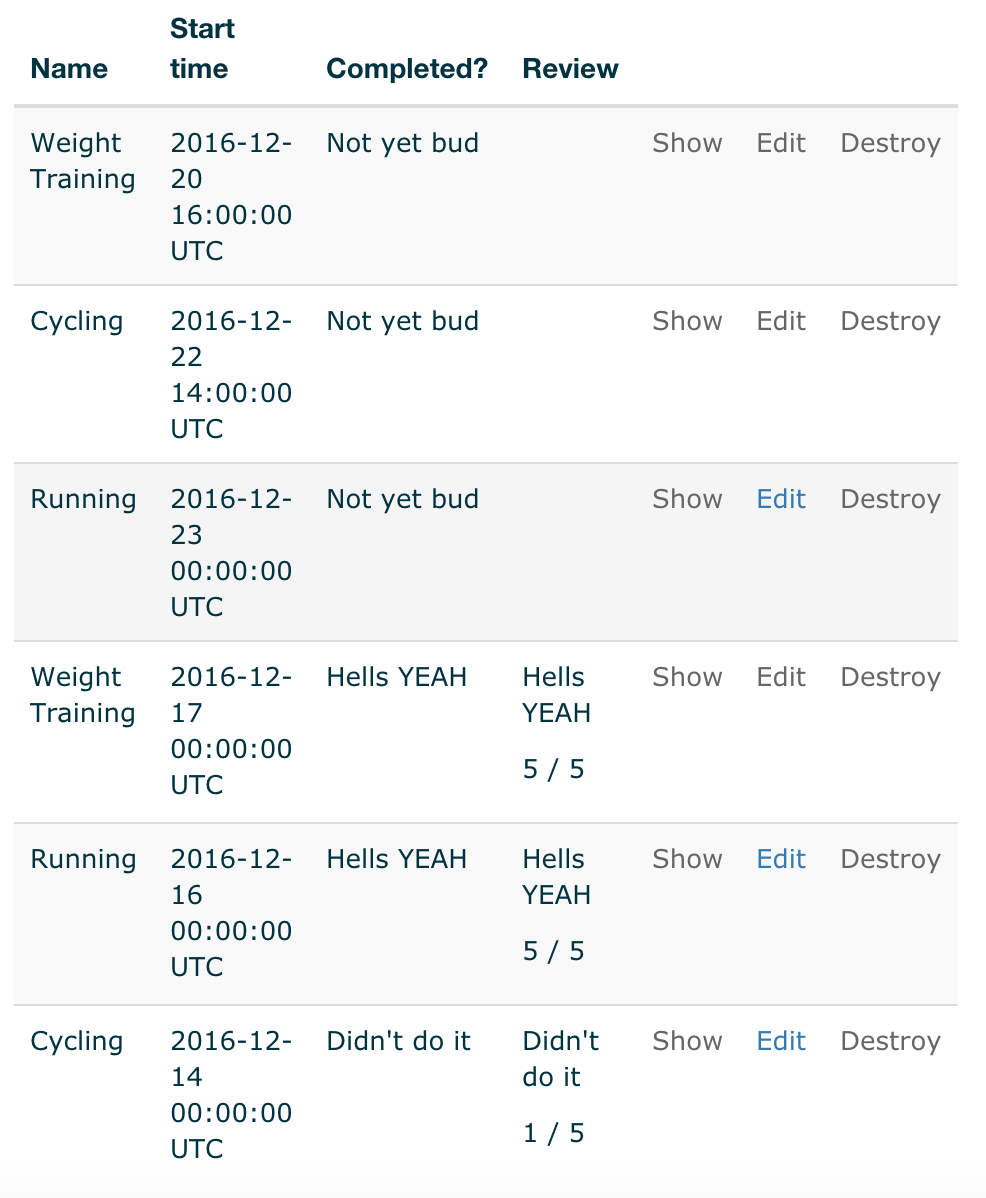 Name Start time Completed? Review
Weight Training 2016-12-20 16:00:00 UTC Not yet bud Show Edit Destroy
Cycling 2016-12-22 14:00:00 UTC Not yet bud Show Edit Destroy
Running 2016-12-23 00:00:00 UTC Not yet bud Show Edit Destroy
Weight Training 2016-12-17 00:00:00 UTC Hells YEAH Hells YEAH 5 / 5 Show Edit Destroy
Running 2016-12-16 00:00:00 UTC Hells YEAH Hells YEAH 5 / 5 Show Edit Destroy
Cycling 2016-12-14 00:00:00 UTC Didn't do it Didn't do it 1 / 5 Show Edit Destroy